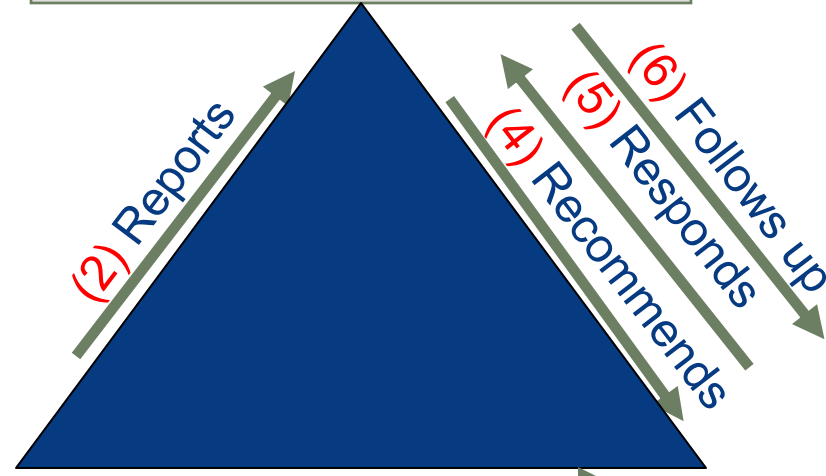 (2) Reports
(4) Recommends
(5) Responds
(6) Follows up